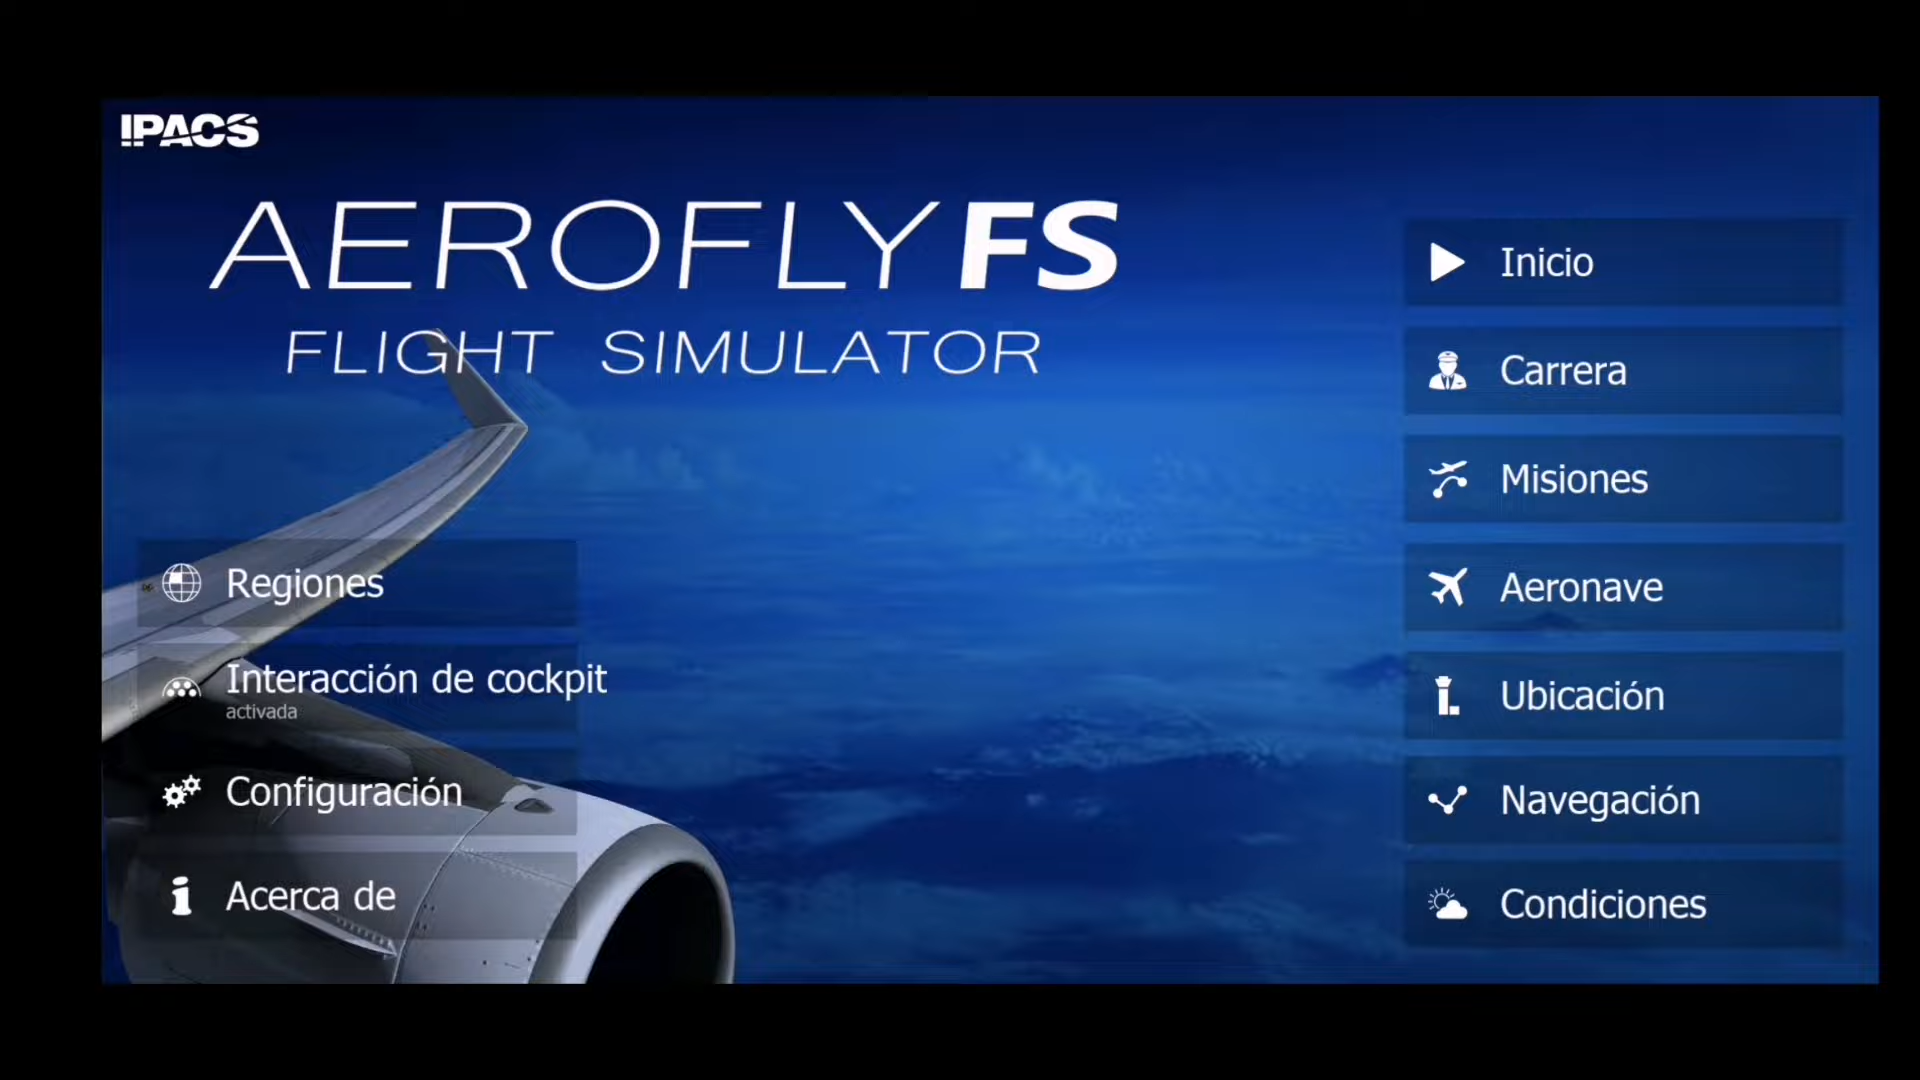 IPACS
AEROFLY FS
FLIGHT SIMULATOR
Regiones
Interacción de cockpit
activada
Configuración
Acerca de
Inicio
Carrera
Misiones
Aeronave
Ubicación
Navegación
Condiciones